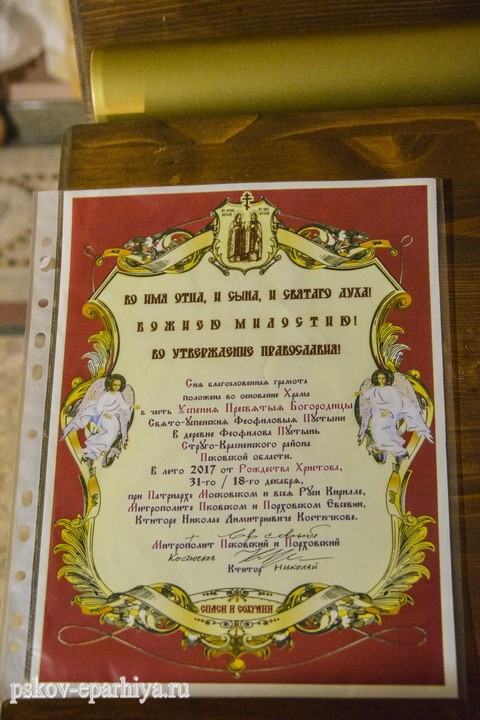 ВО ИМЯ ОТЦА, И СЫНА, И СВЯТАГО ДУХА!
БОЖИЕЮ МИЛОСТИЮ!
ВО УТВЕРЖДЕНИЕ ПРАВОСЛАВИЯ!
Сия благословенная грамота
положена во основание Храма
в честь Успения Пресвятыя Богородицы
Свято-Успенския Феофиловыя Пустыни
В деревне Феофилова Пустынь
Струго-Красненского района
Псковской области.
В лето 2017 от Рождества Христова,
31-го / 18-го декабря,
при Патриархе Московском и всея Руси Кирилле,
Митрополите Псковском и Порховском Евсевии,
Ктиторе Николае Димитриевиче Костючкове.
Митрополит Псковский и Порховский
Костючков
Ктитор Николай
СПАСИ И СОХРАНИ
pskov-eparhiya.ru